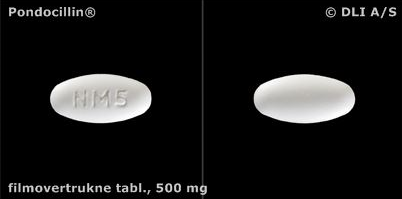 Pondocillin®
© DLI A/S
NM5
filmovertrukne tabl., 500 mg